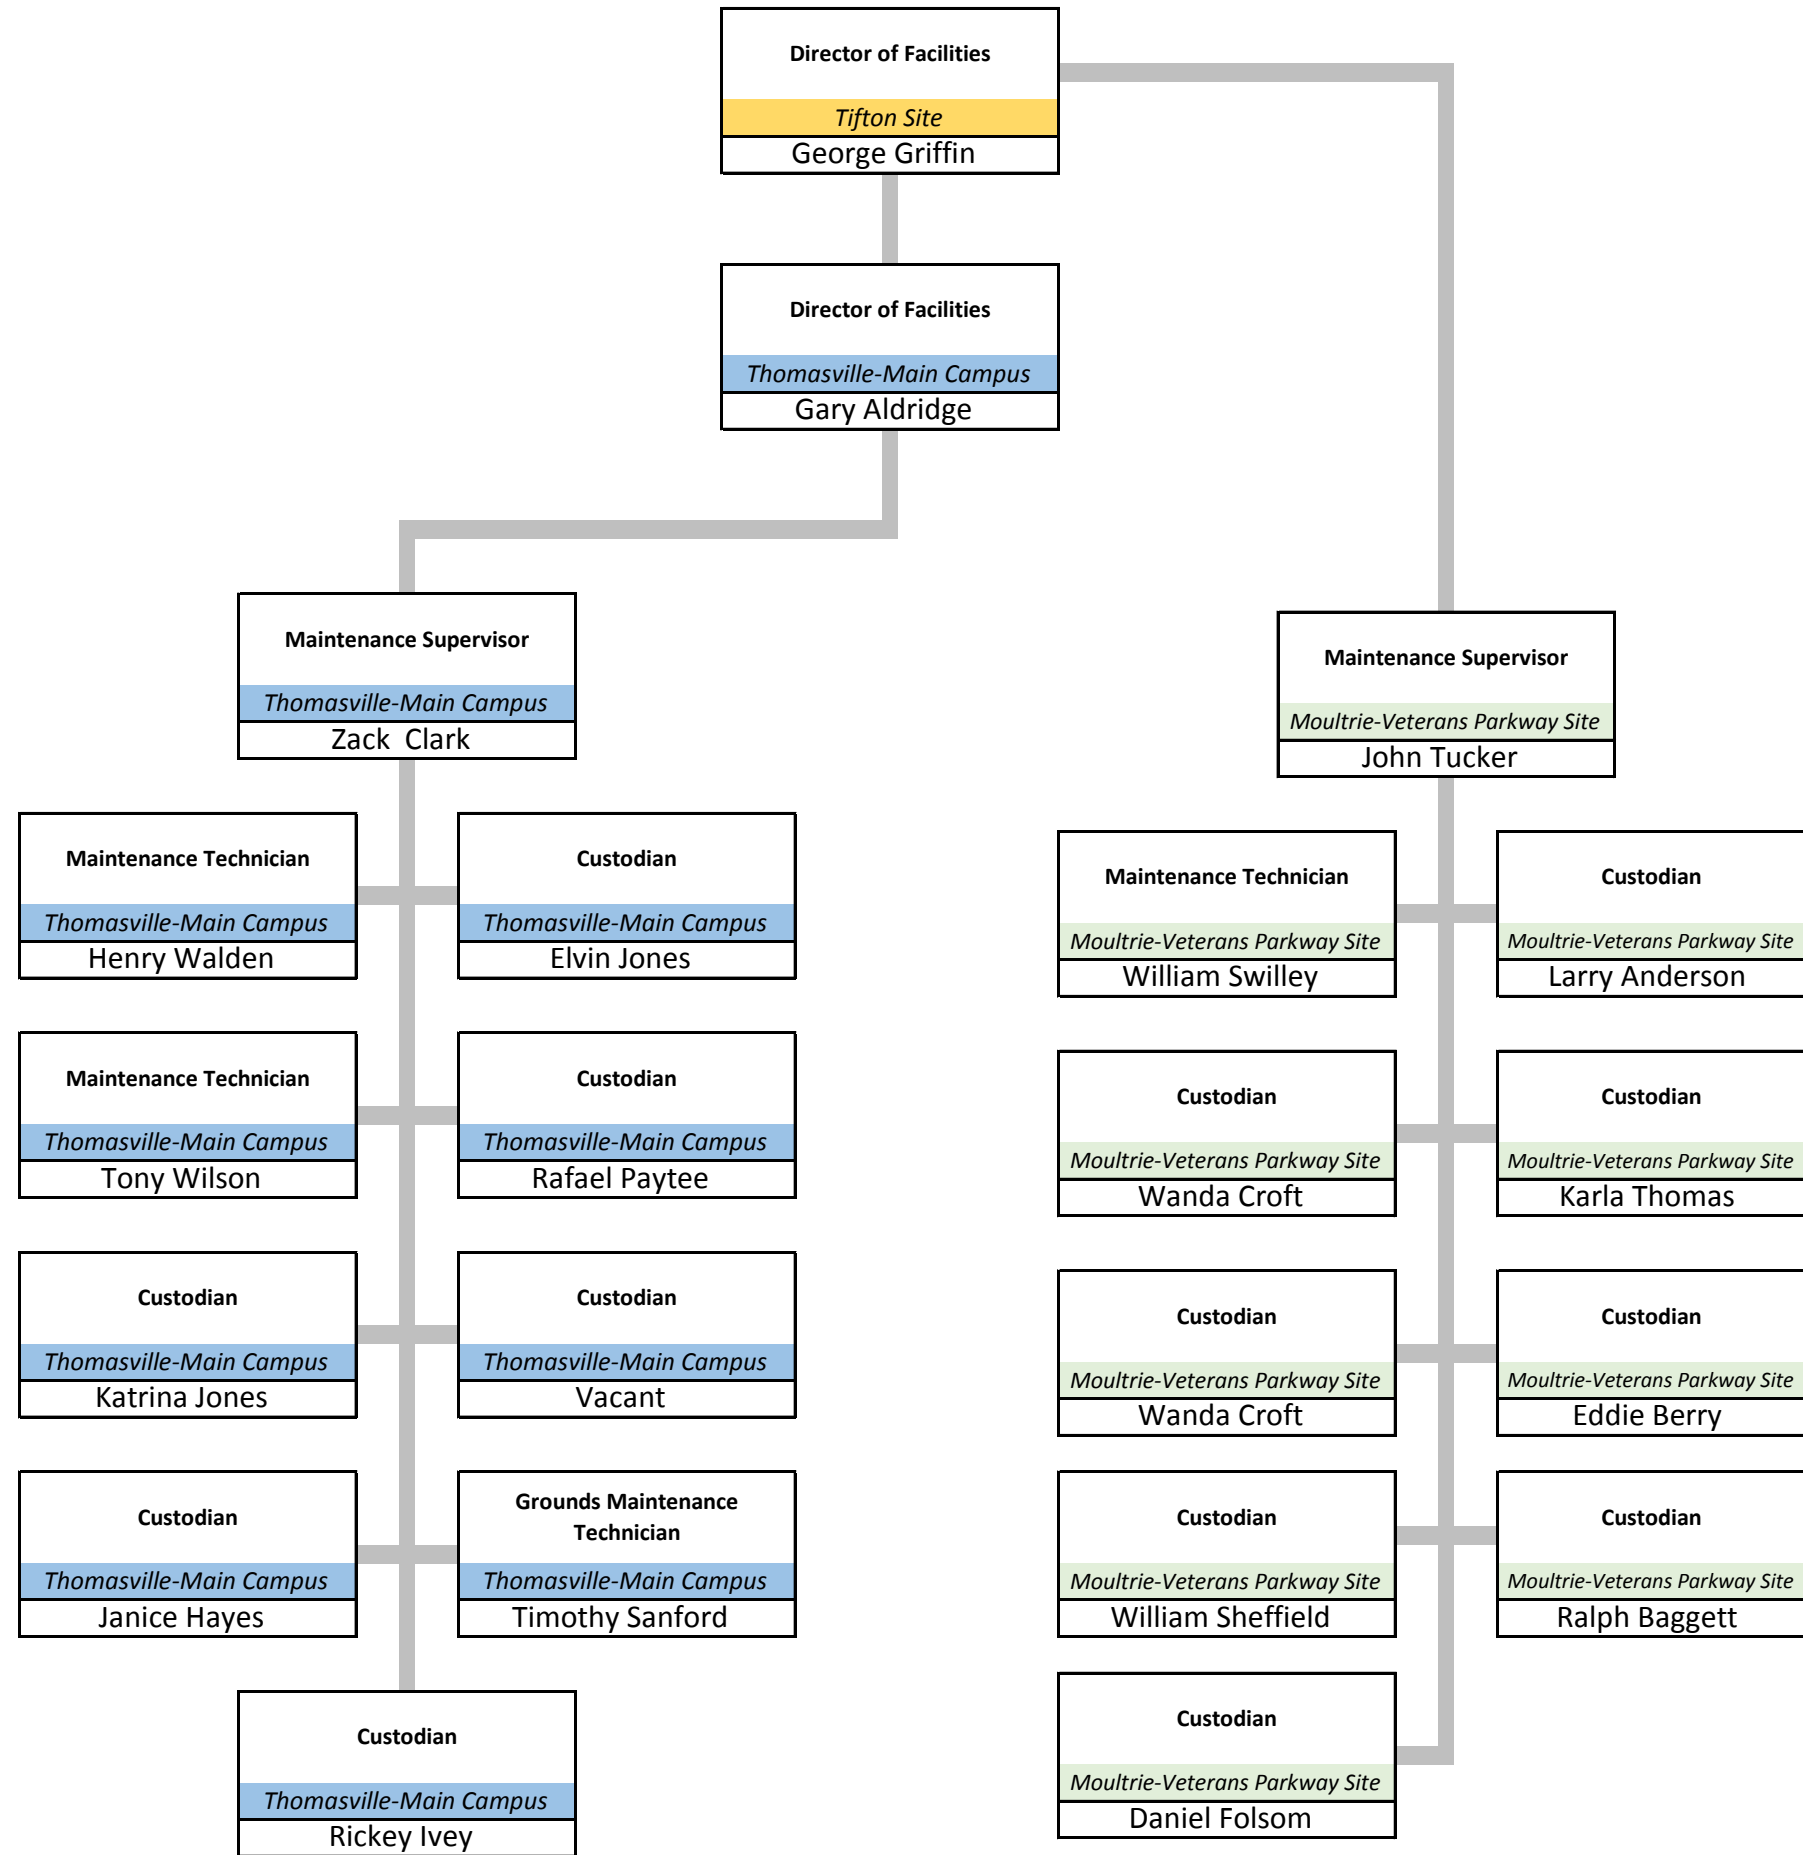 Director of Facilities
Tifton Site
George Griffin
Director of Facilities
Thomasville-Main Campus
Gary Aldridge
Maintenance Supervisor
Thomasville-Main Campus
Zack  Clark
Maintenance Supervisor
Moultrie-Veterans Parkway Site
John Tucker
Maintenance Technician
Thomasville-Main Campus
Henry Walden
Custodian
Thomasville-Main Campus
Elvin Jones
Maintenance Technician
Moultrie-Veterans Parkway Site
William Swilley
Custodian
Moultrie-Veterans Parkway Site
Larry Anderson
Maintenance Technician
Thomasville-Main Campus
Tony Wilson
Custodian
Thomasville-Main Campus
Rafael Paytee
Custodian
Moultrie-Veterans Parkway Site
Wanda Croft
Custodian
Moultrie-Veterans Parkway Site
Karla Thomas
Custodian
Thomasville-Main Campus
Katrina Jones
Custodian
Thomasville-Main Campus
Vacant
Custodian
Moultrie-Veterans Parkway Site
Wanda Croft
Custodian
Moultrie-Veterans Parkway Site
Eddie Berry
Custodian
Thomasville-Main Campus
Janice Hayes
Grounds Maintenance
Technician
Thomasville-Main Campus
Timothy Sanford
Custodian
Moultrie-Veterans Parkway Site
William Sheffield
Custodian
Moultrie-Veterans Parkway Site
Ralph Baggett
Custodian
Thomasville-Main Campus
Rickey Ivey
Custodian
Moultrie-Veterans Parkway Site
Daniel Folsom